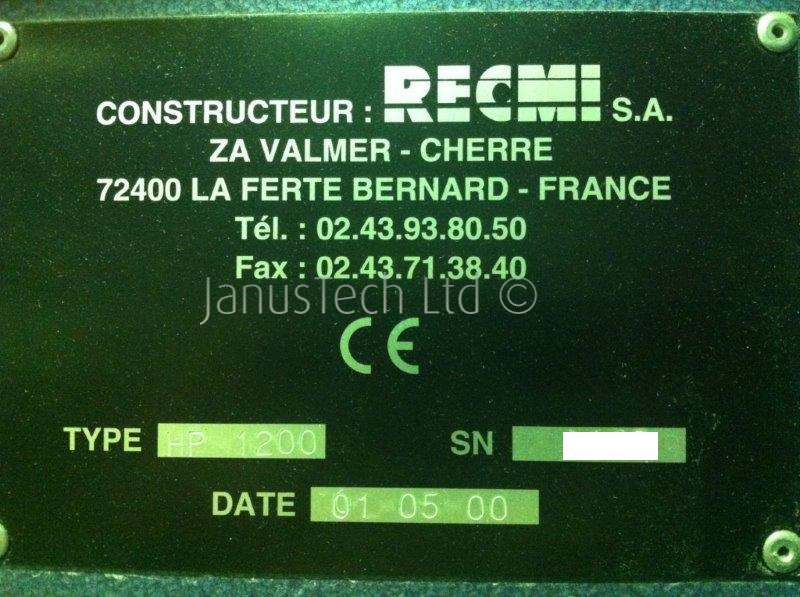 CONSTRUCTEUR : RECMI S.A.
ZA VALMER - CHERRE
72400 LA FERTE BERNARD - FRANCE
Tél. : 02.43.93.80.50
Fax : 02.43.71.38.40
JanusTech Ltd ©
CE
TYPE HP 1200 SN
DATE 01 05 00